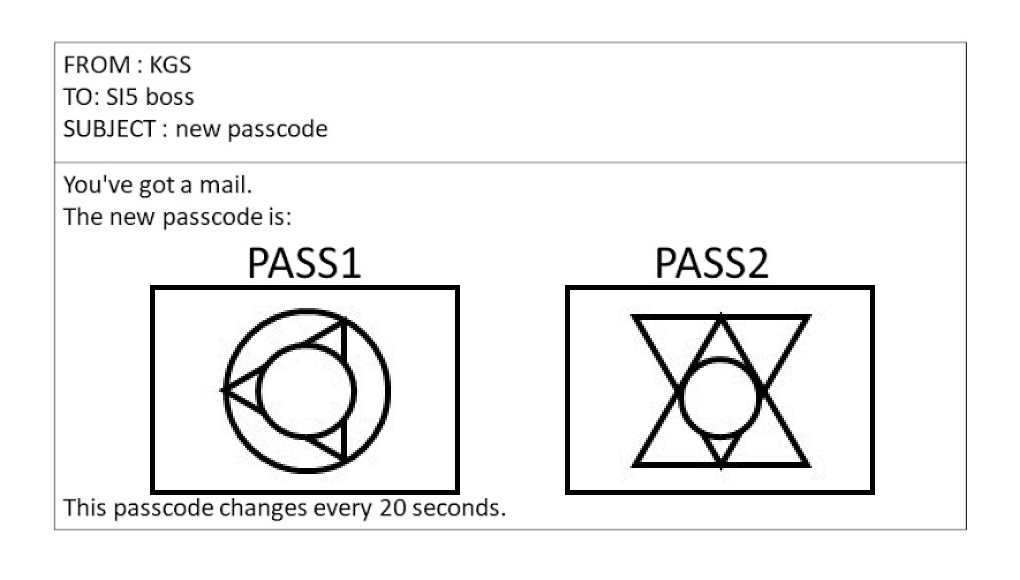 FROM : KGS
TO: SI5 boss
SUBJECT : new passcode
You've got a mail.
The new passcode is:
PASS1 PASS2
This passcode changes every 20 seconds.